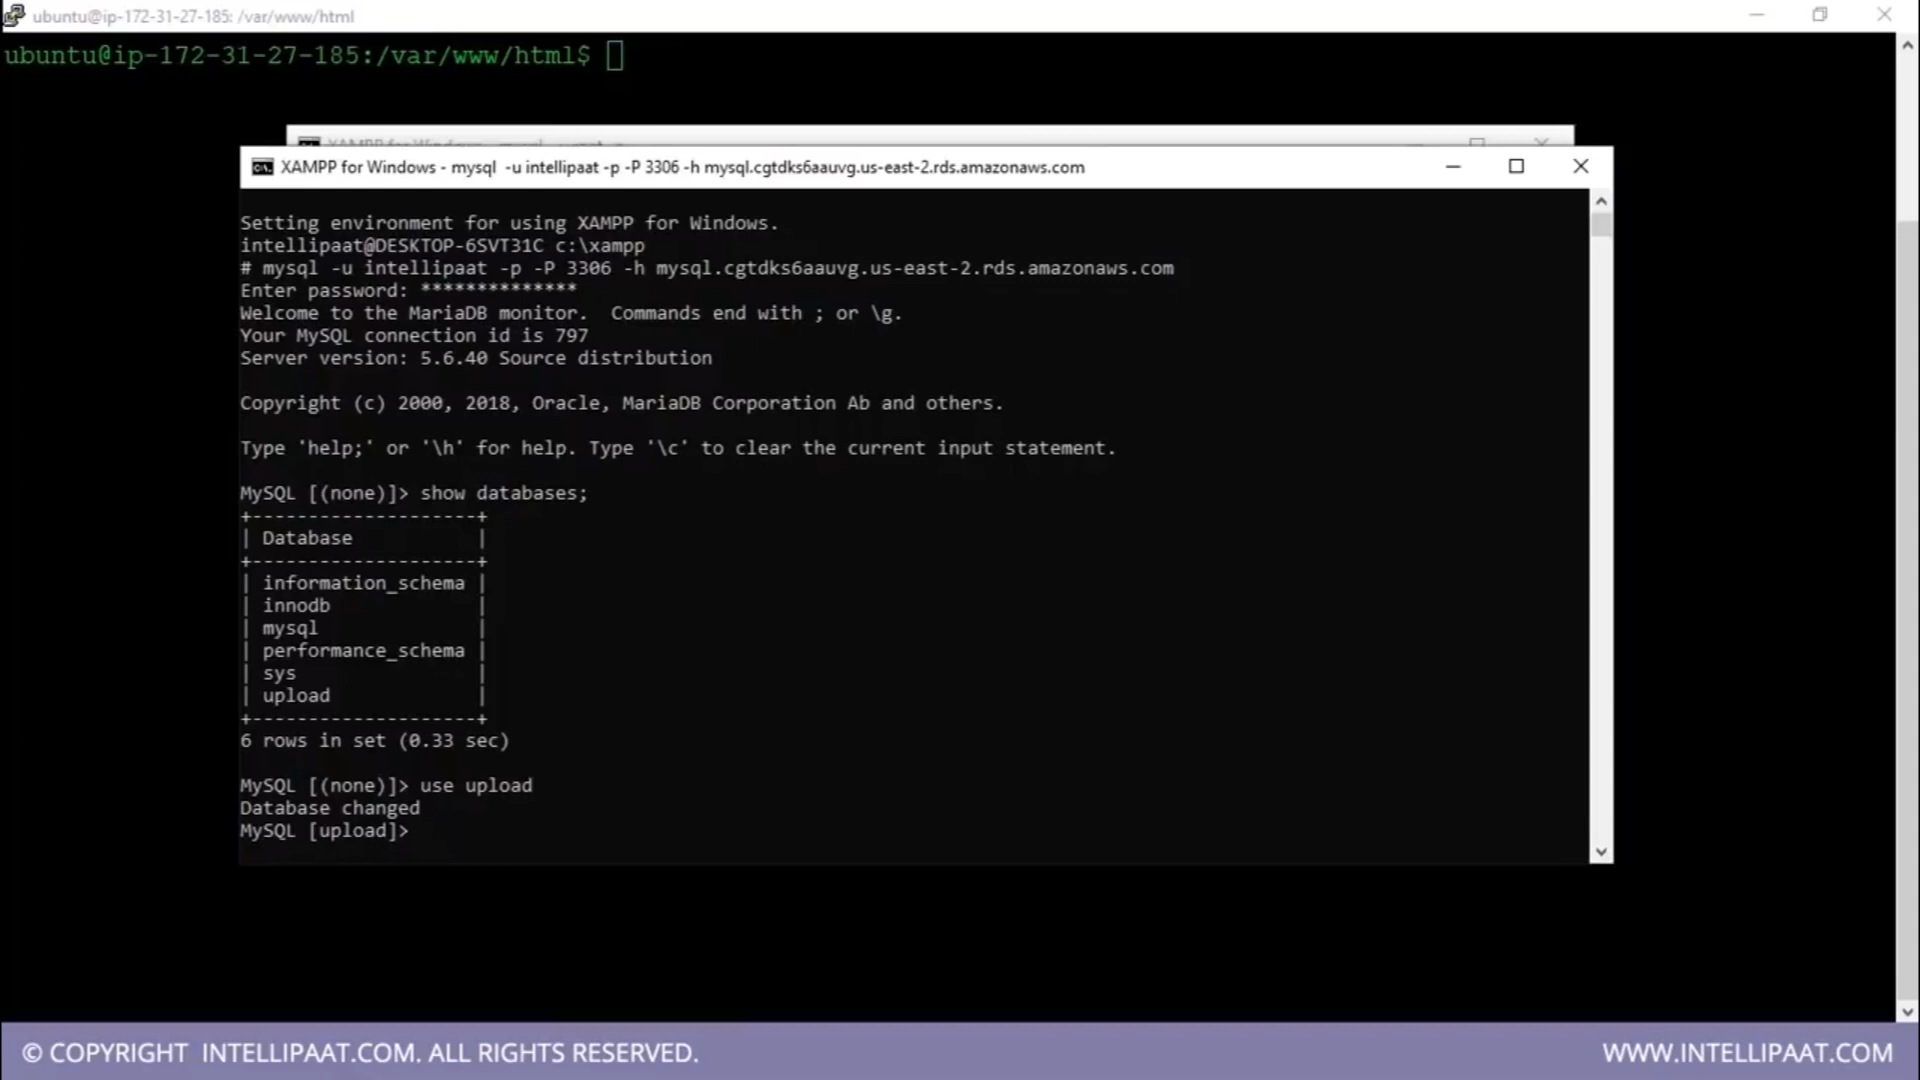 ubuntu@ip-172-31-27-185: /var/www/html
ubuntu@ip-172-31-27-185:/var/www/html$
XAMPP for Windows - mysql -u intellipaat -p -P 3306 -h mysql.cgtdks6aauvg.us-east-2.rds.amazonaws.com
Setting environment for using XAMPP for Windows.
intellipaat@DESKTOP-6SVT31C c:\xampp
# mysql -u intellipaat -p -P 3306 -h mysql.cgtdks6aauvg.us-east-2.rds.amazonaws.com
Enter password: **************
Welcome to the MariaDB monitor.  Commands end with ; or \g.
Your MySQL connection id is 797
Server version: 5.6.40 Source distribution
Copyright (c) 2000, 2018, Oracle, MariaDB Corporation Ab and others.
Type 'help;' or '\h' for help. Type '\c' to clear the current input statement.
MySQL [(none)]> show databases;
+--------------------+
| Database           |
+--------------------+
| information_schema |
| innodb             |
| mysql              |
| performance_schema |
| sys                |
| upload             |
+--------------------+
6 rows in set (0.33 sec)
MySQL [(none)]> use upload
Database changed
MySQL [upload]>
© COPYRIGHT INTELLIPAAT.COM. ALL RIGHTS RESERVED.
WWW.INTELLIPAAT.COM